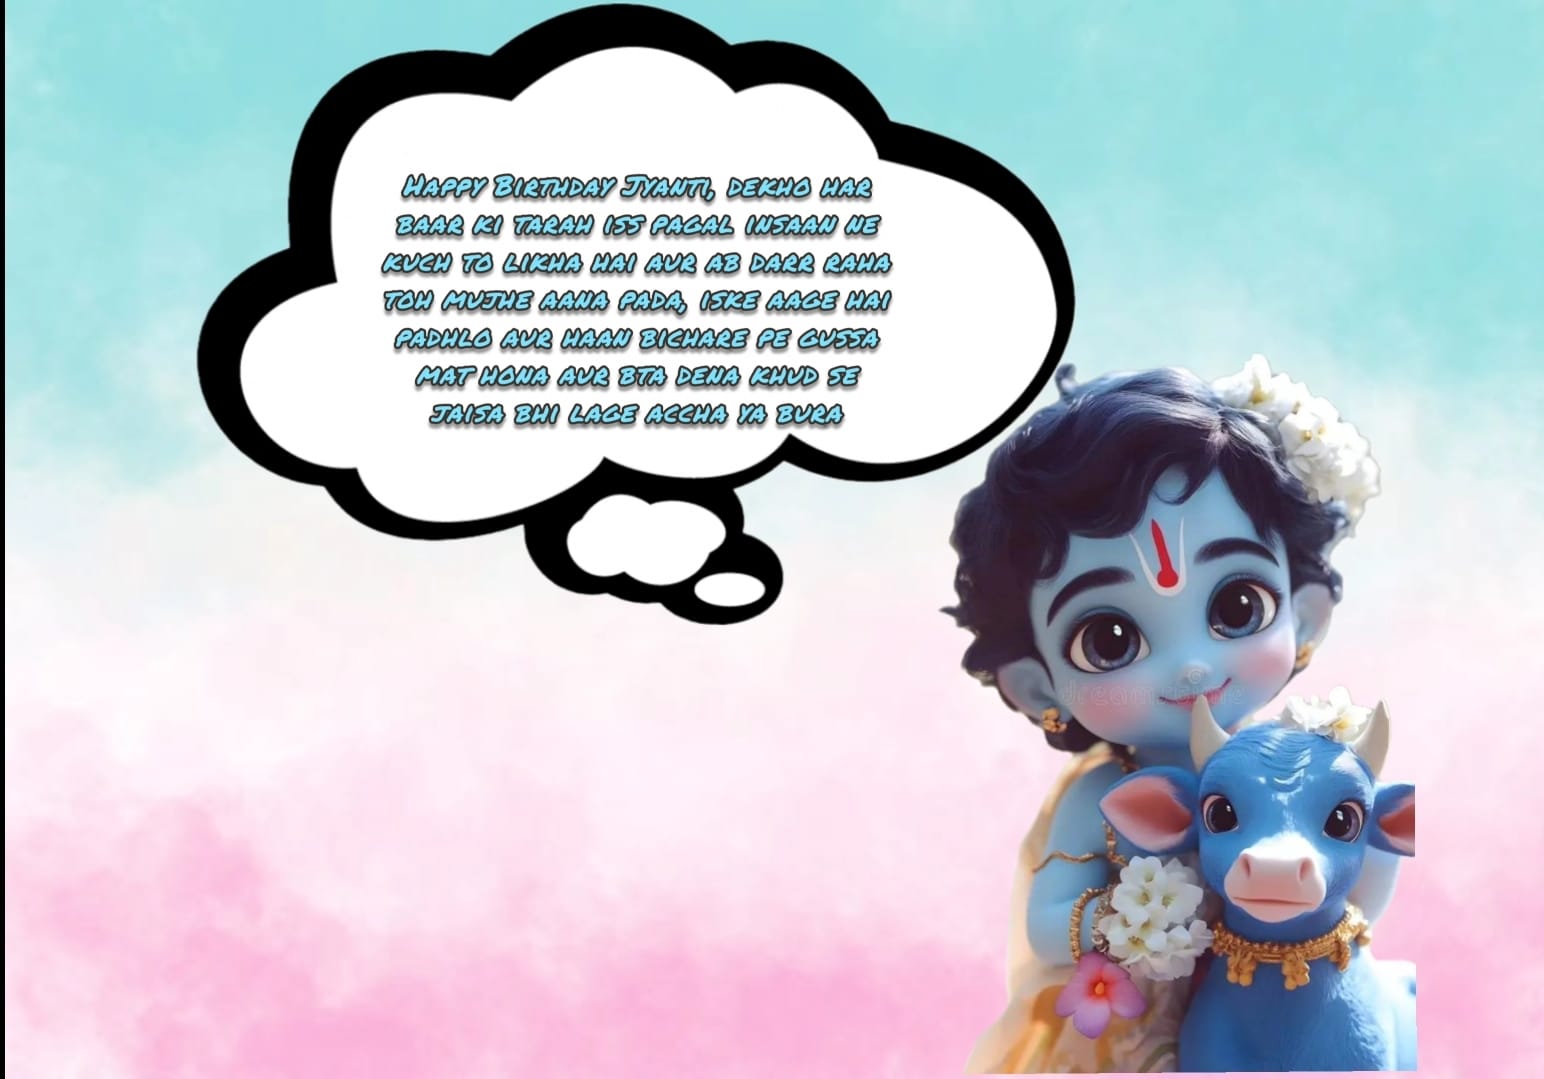 Happy Birthday Jyanti, dekho har
baar ki tarah iss pagal insaan ne
kuch to likha hai aur ab darr raha
toh mujhe aana pada, iske aage hai
padhlo aur haan bichare pe gussa
mat hona aur bta dena khud se
jaisa bhi lage accha ya bura
dreamstime